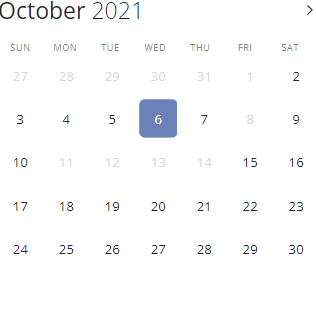 October 2021
SUN MON TUE WED THU FRI SAT
27 28 29 30 31 1 2
3 4 5 6 7 8 9
10 11 12 13 14 15 16
17 18 19 20 21 22 23
24 25 26 27 28 29 30